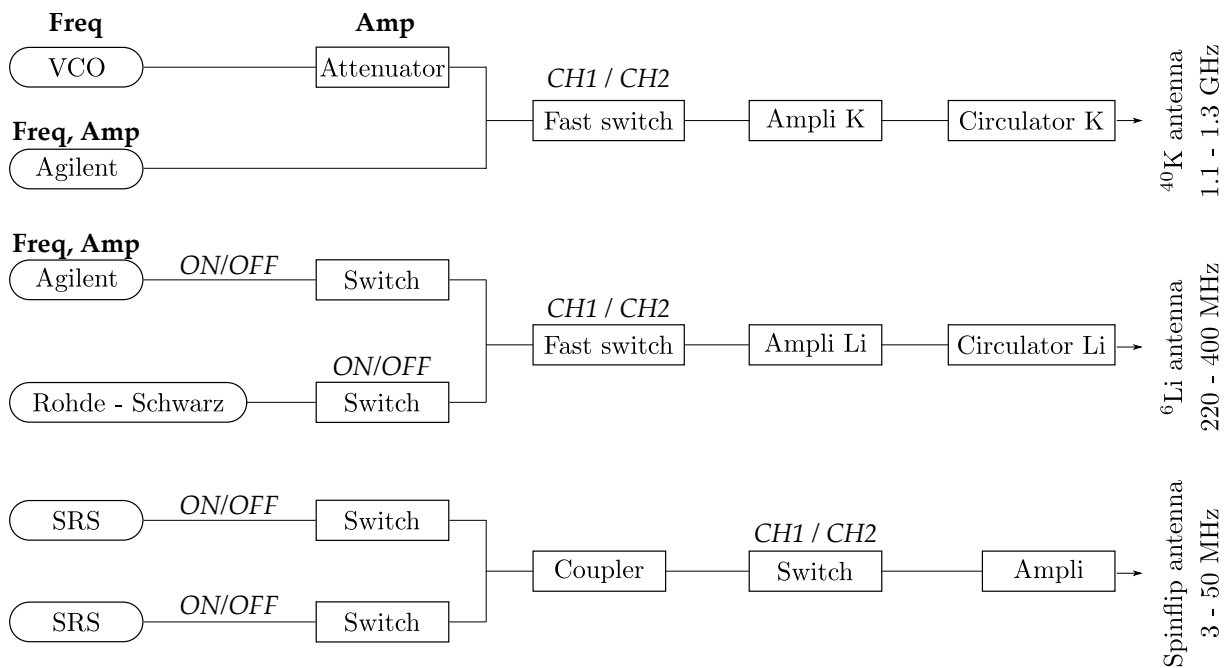 Freq
Amp
VCO
Attenuator
CH1 / CH2
Fast switch
Ampli K
Circulator K
Freq, Amp
Agilent
⁴⁰K antenna
1.1 - 1.3 GHz
Freq, Amp
Agilent
ON/OFF
Switch
CH1 / CH2
Fast switch
Ampli Li
Circulator Li
ON/OFF
Rohde - Schwarz
Switch
⁶Li antenna
220 - 400 MHz
SRS
ON/OFF
Switch
CH1 / CH2
Coupler
Switch
Ampli
SRS
ON/OFF
Switch
Spinflip antenna
3 - 50 MHz